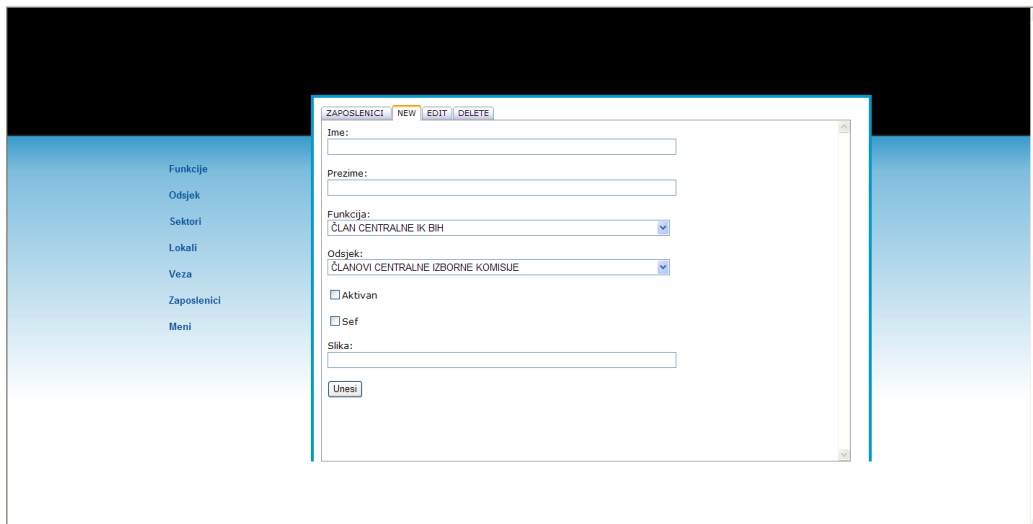 ZAPOSLENICI NEW EDIT DELETE
Funkcije
Odsjek
Sektori
Lokali
Veza
Zaposlenici
Meni
Ime:
Prezime:
Funkcija:
ČLAN CENTRALNE IK BIH
Odsjek:
ČLANOVI CENTRALNE IZBORNE KOMISIJE
Aktivan
Sef
Slika:
Unesi